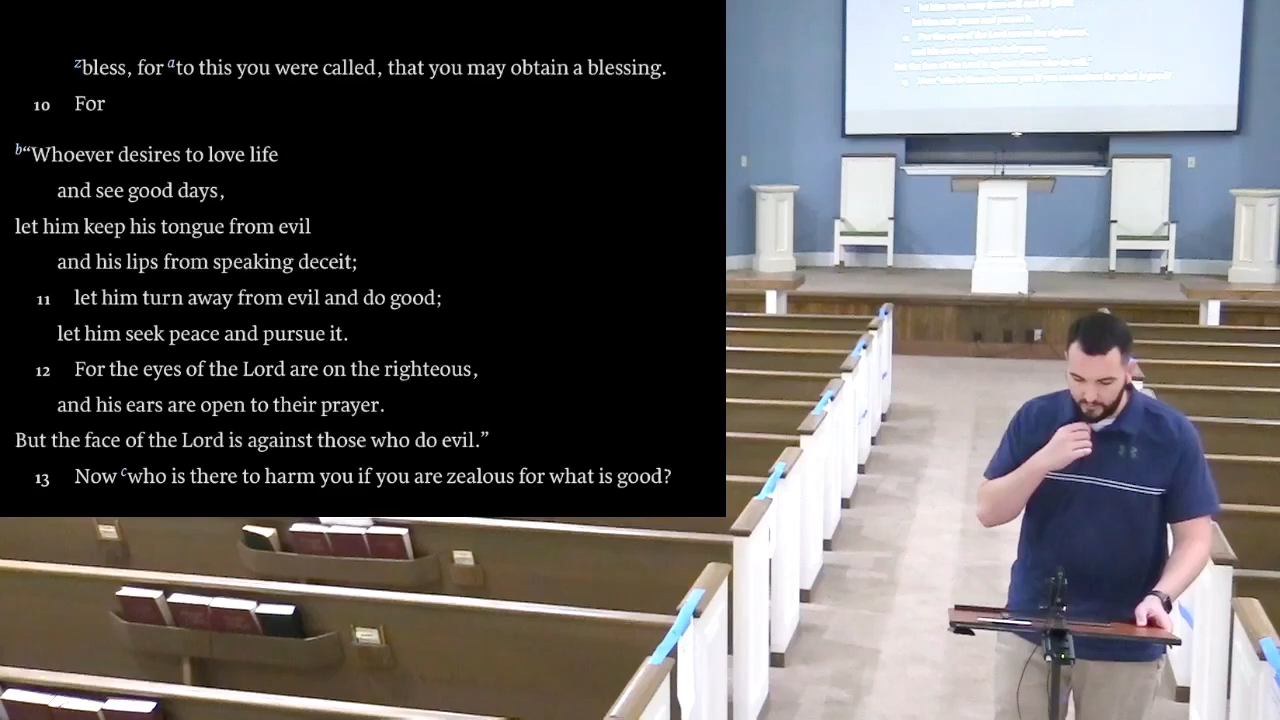 zbless, for ato this you were called, that you may obtain a blessing.
10 For
b“Whoever desires to love life
and see good days,
let him keep his tongue from evil
and his lips from speaking deceit;
11 let him turn away from evil and do good;
let him seek peace and pursue it.
12 For the eyes of the Lord are on the righteous,
and his ears are open to their prayer.
But the face of the Lord is against those who do evil.”
13 Now cwho is there to harm you if you are zealous for what is good?